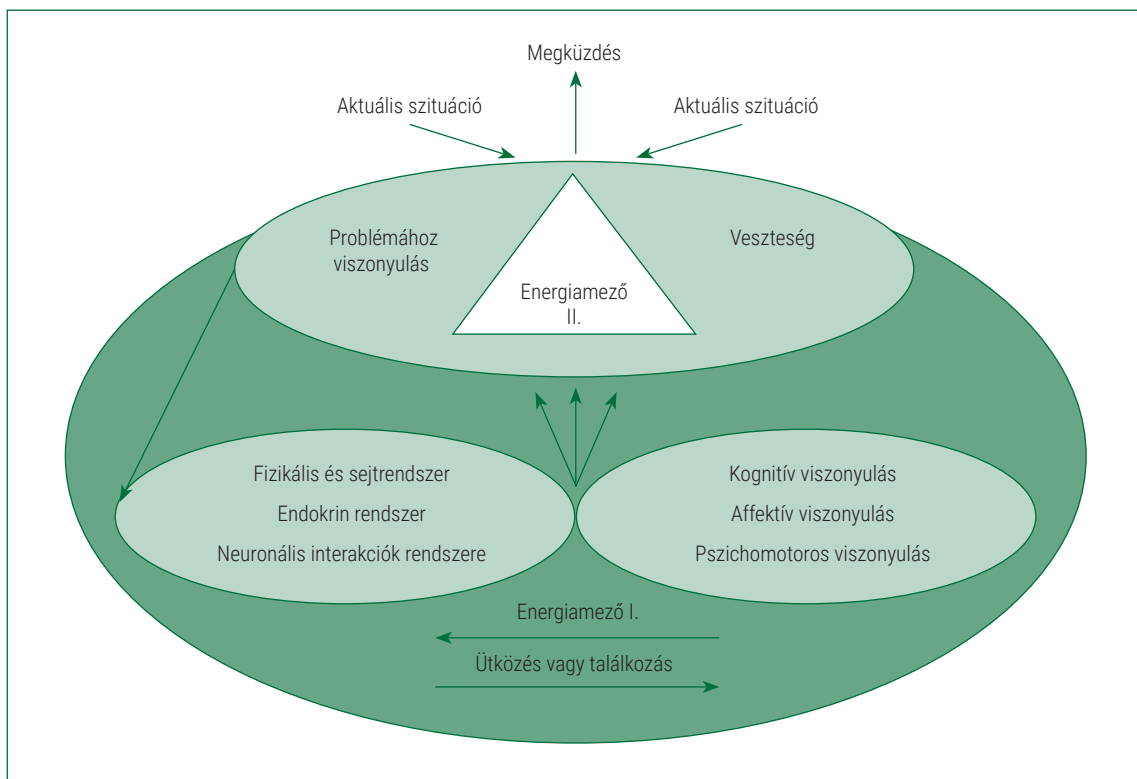 Megküzdés
Aktuális szituáció
Aktuális szituáció
Problémához
viszonyulás
Veszteség
Energiamező
II.
Fizikális és sejtrendszer
Endokrin rendszer
Neuronális interakciók rendszere
Kognitív viszonyulás
Affektív viszonyulás
Pszichomotoros viszonyulás
Energiamező I.
Ütközés vagy találkozás